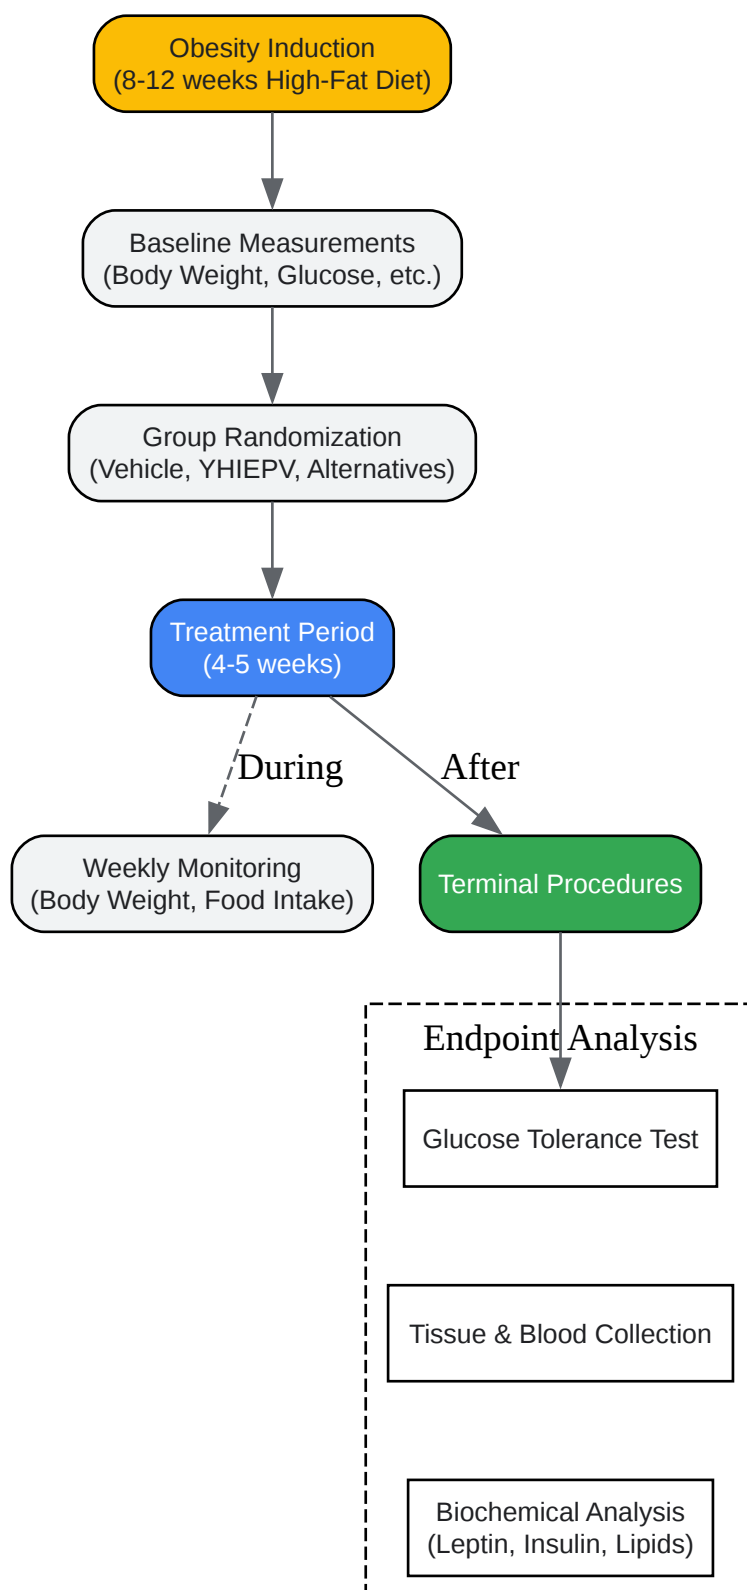 Obesity Induction
(8-12 weeks High-Fat Diet)
Baseline Measurements
(Body Weight, Glucose, etc.)
Group Randomization
(Vehicle, YHIEPV, Alternatives)
Treatment Period
(4-5 weeks)
During
After
Weekly Monitoring
(Body Weight, Food Intake)
Terminal Procedures
Endpoint Analysis
Glucose Tolerance Test
Tissue & Blood Collection
Biochemical Analysis
(Leptin, Insulin, Lipids)